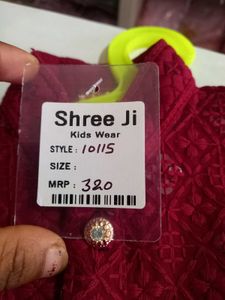 Shree Ji
Kids Wear
STYLE : 10115
SIZE :
MRP : 320